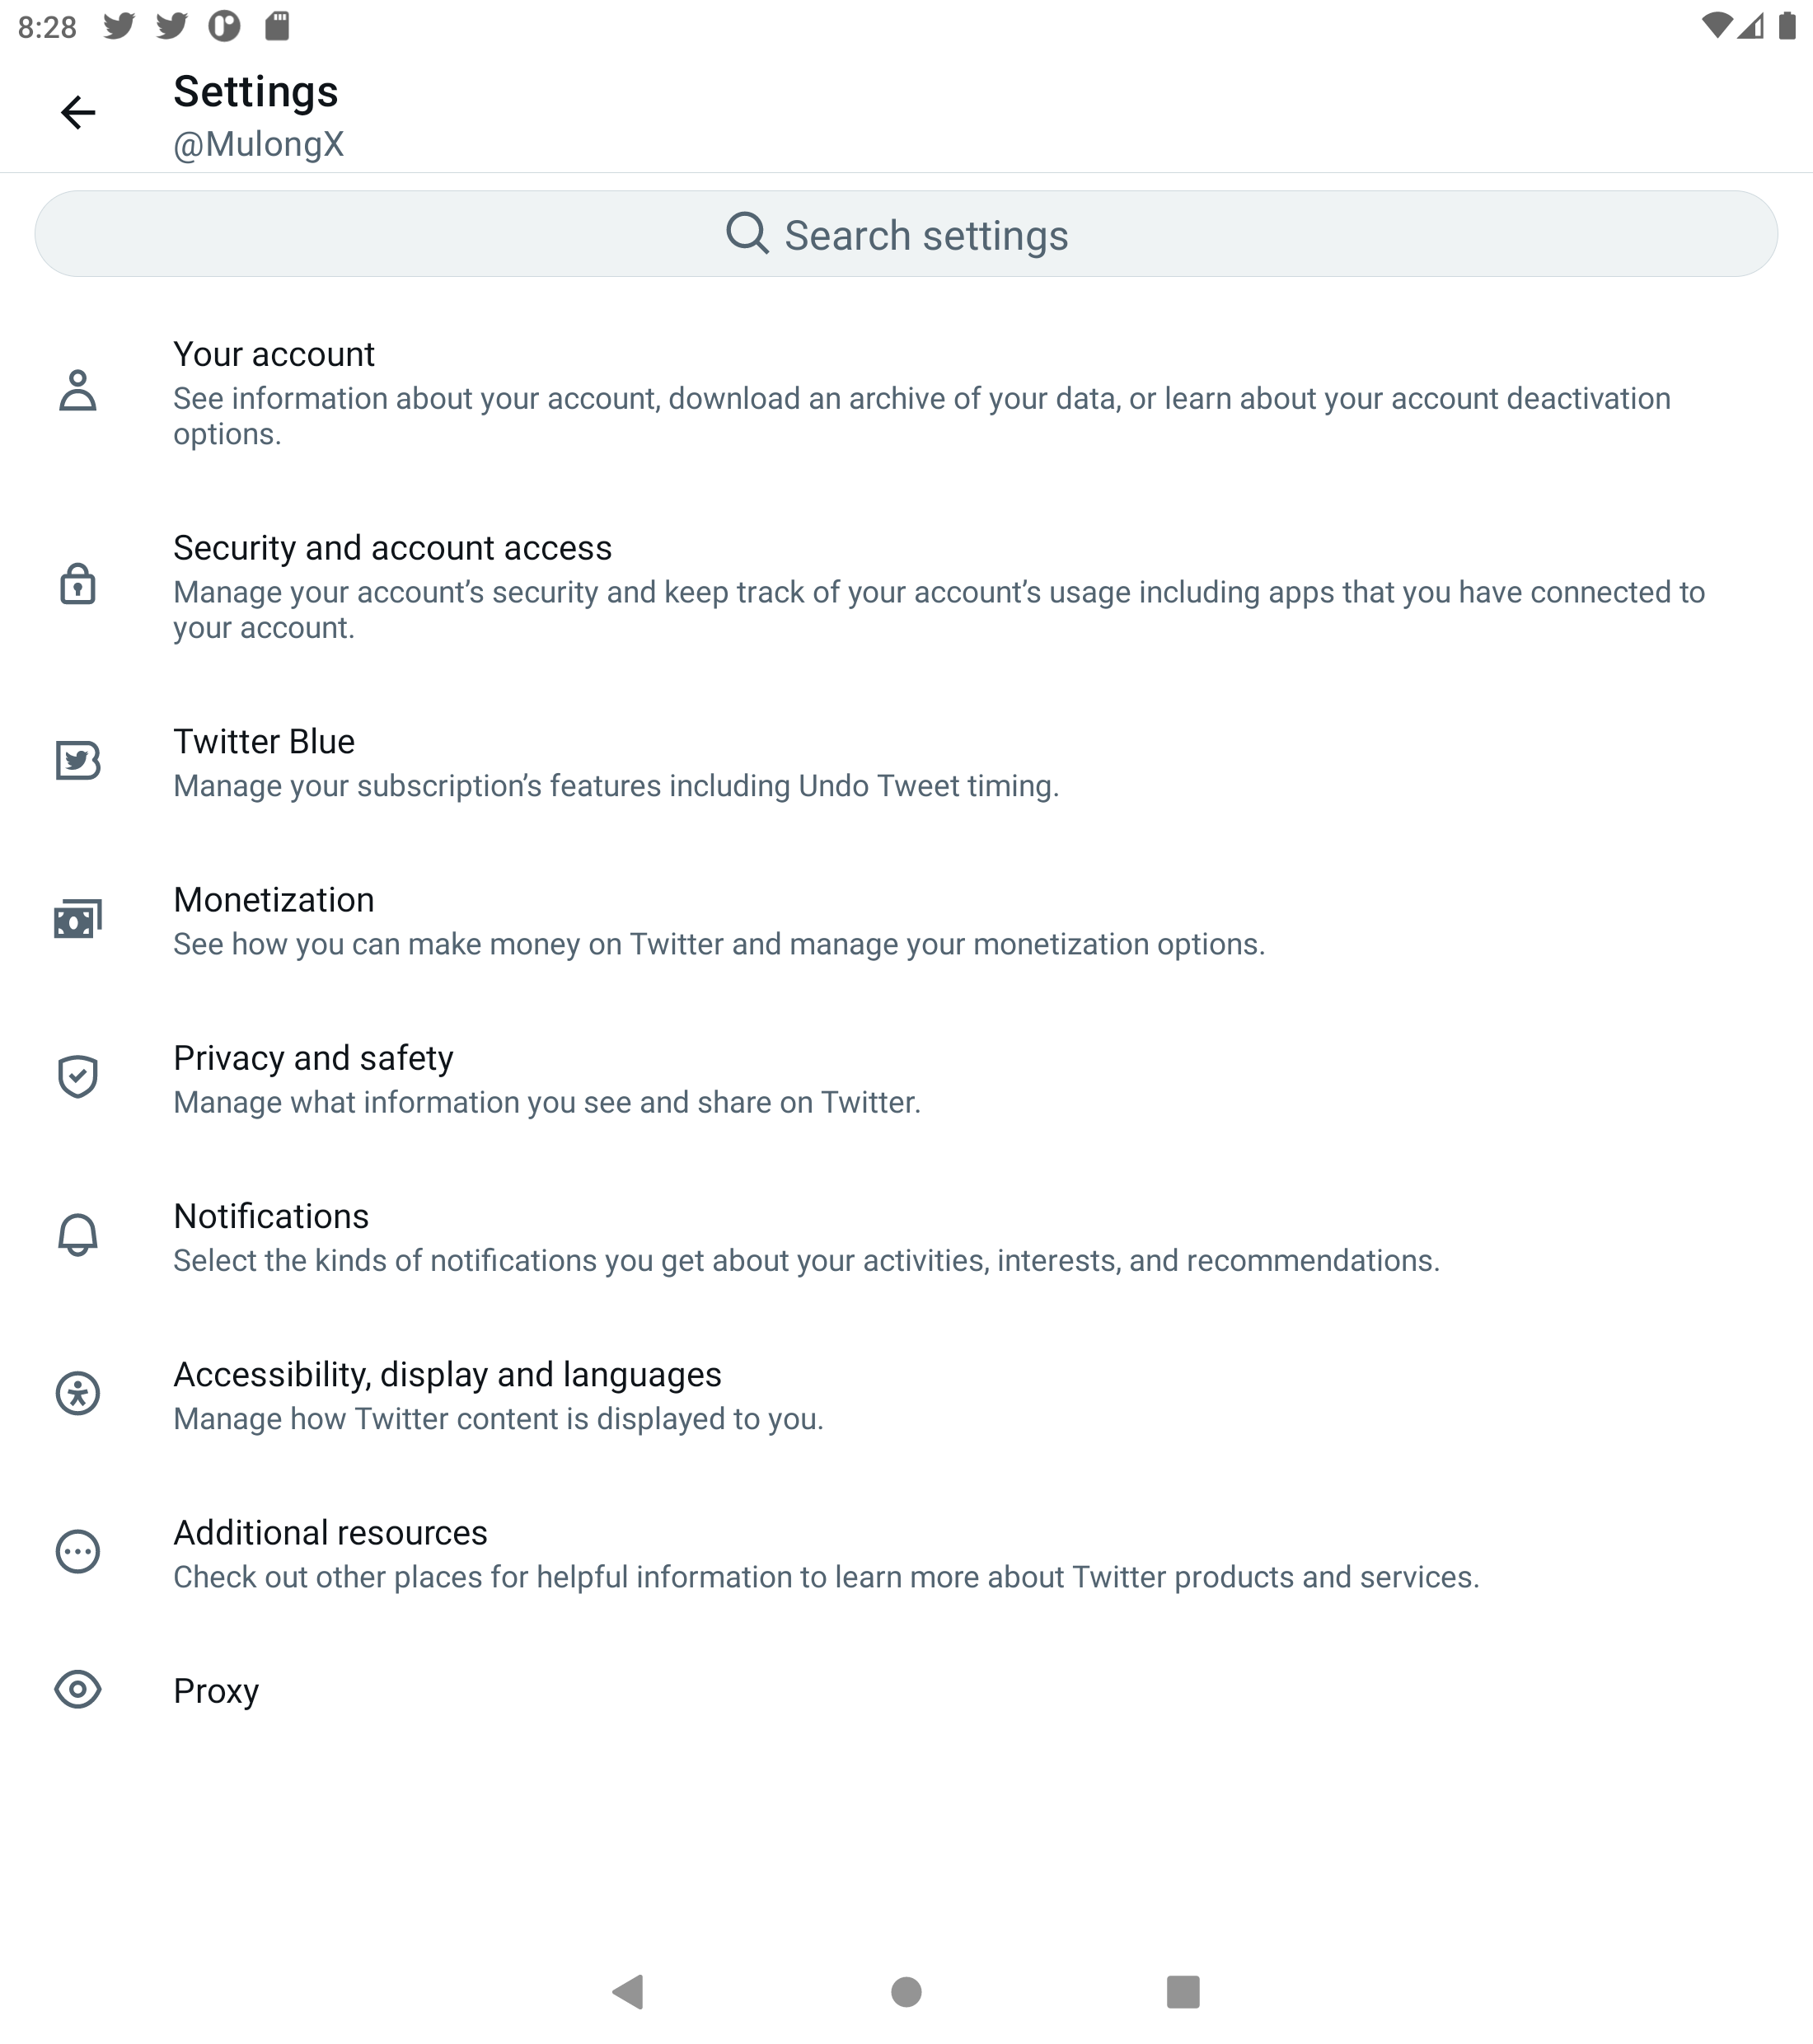 8:28
Settings
@MulongX
Search settings
Your account
See information about your account, download an archive of your data, or learn about your account deactivation
options.
Security and account access
Manage your account’s security and keep track of your account’s usage including apps that you have connected to
your account.
Twitter Blue
Manage your subscription’s features including Undo Tweet timing.
Monetization
See how you can make money on Twitter and manage your monetization options.
Privacy and safety
Manage what information you see and share on Twitter.
Notifications
Select the kinds of notifications you get about your activities, interests, and recommendations.
Accessibility, display and languages
Manage how Twitter content is displayed to you.
Additional resources
Check out other places for helpful information to learn more about Twitter products and services.
Proxy